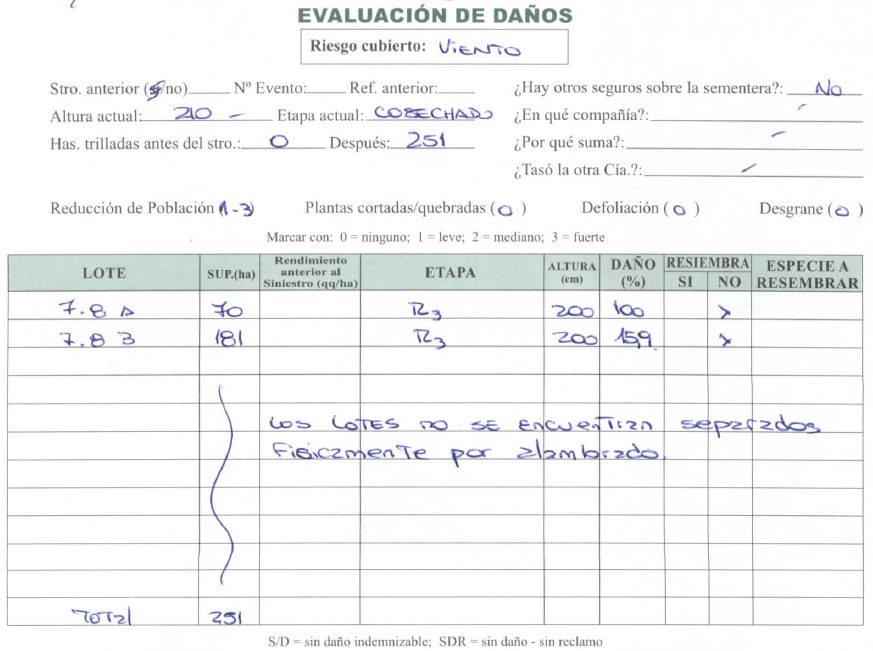 EVALUACIÓN DE DAÑOS
Riesgo cubierto: VIENTO
Stro. anterior (si/no) Nº Evento: Ref. anterior: ¿Hay otros seguros sobre la sementera?: No
Altura actual: 210 - Etapa actual: COSECHADO ¿En qué compañía?: -
Has. trilladas antes del stro.: 0 Después: 251 ¿Por qué suma?: -
¿Tasó la otra Cía.?: -
Reducción de Población (1-3) Plantas cortadas/quebradas (0) Defoliación (0) Desgrane (0)
Marcar con: 0 = ninguno; 1 = leve; 2 = mediano; 3 = fuerte
LOTE SUP.(ha) Rendimiento anterior al Siniestro (qq/ha) ETAPA ALTURA (cm) DAÑO (%) RESIEMBRA SI NO ESPECIE A RESEMBRAR
7.8 A 70 R3 200 100 x
7.8 B 181 R3 200 15,9 x
LOS LOTES NO SE ENCUENTRAN SEPARADOS
FISICAMENTE POR ALAMBRADO.
TOTAL 251
S/D = sin daño indemnizable; SDR = sin daño - sin reclamo